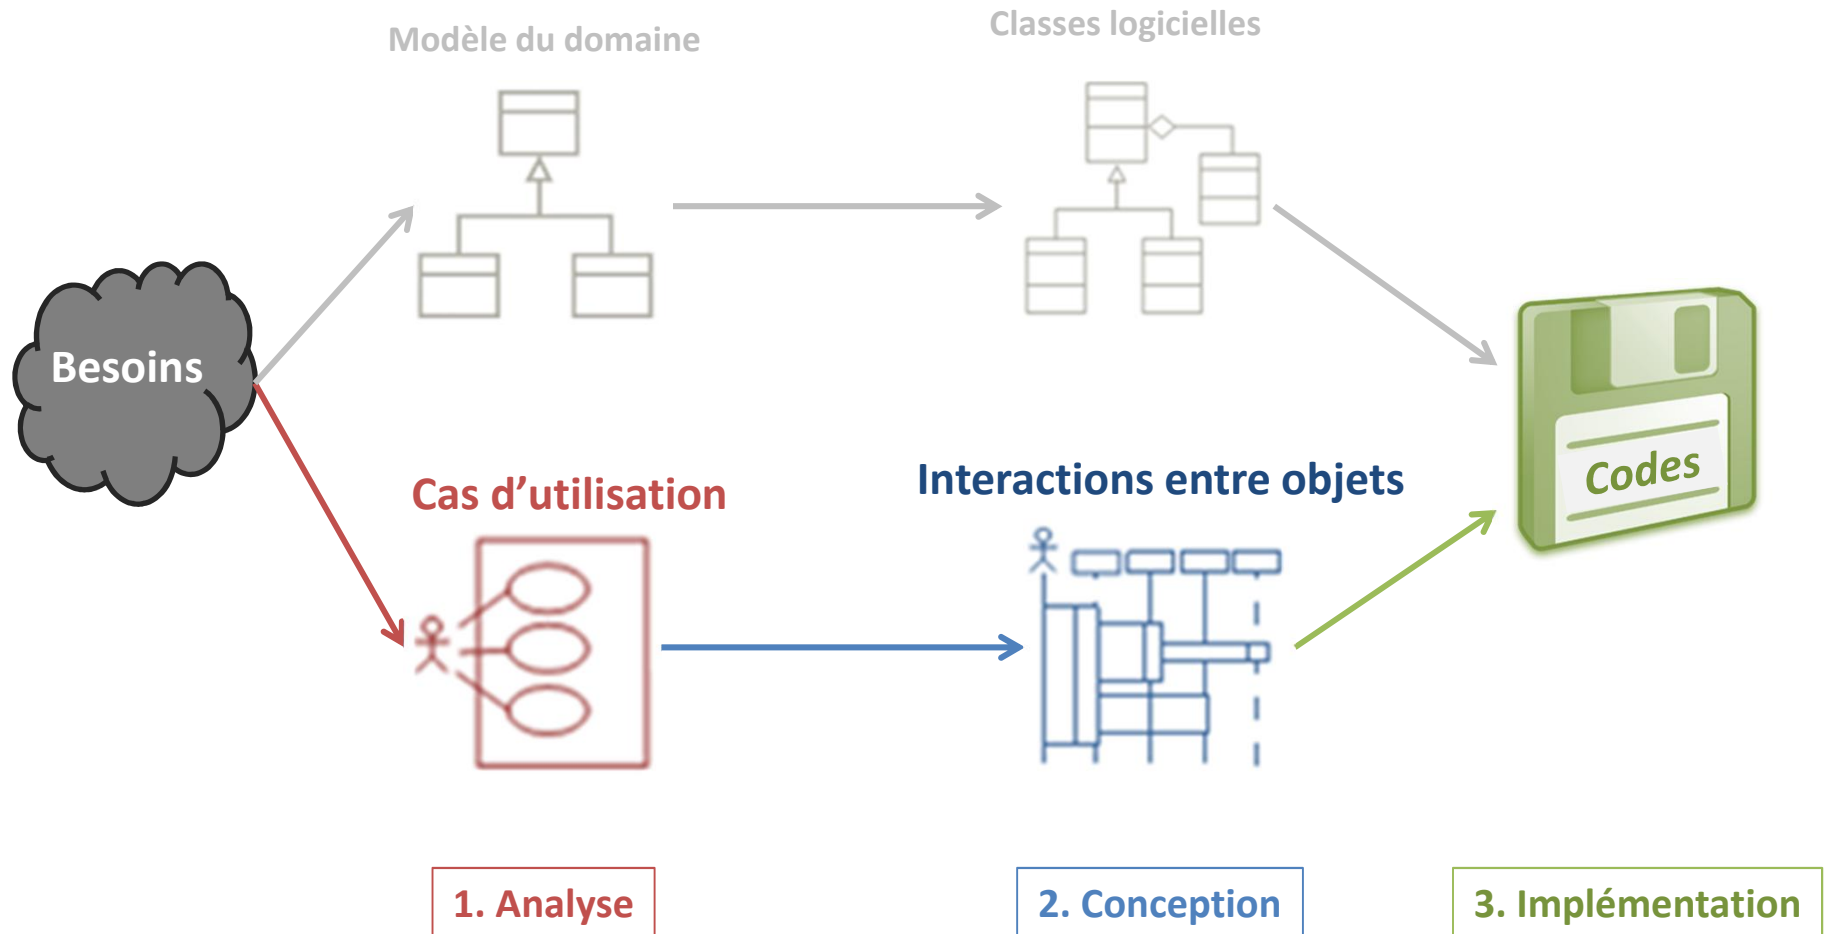 Modèle du domaine
Classes logicielles
Besoins
Cas d’utilisation
Interactions entre objets
Codes
1. Analyse
2. Conception
3. Implémentation